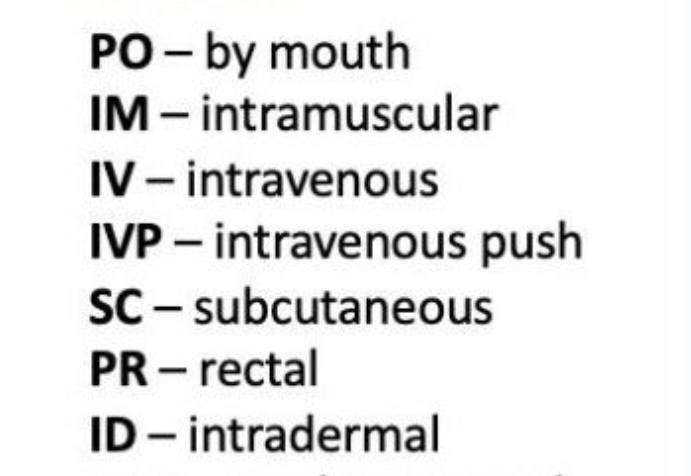 PO – by mouth
IM – intramuscular
IV – intravenous
IVP – intravenous push
SC – subcutaneous
PR – rectal
ID – intradermal